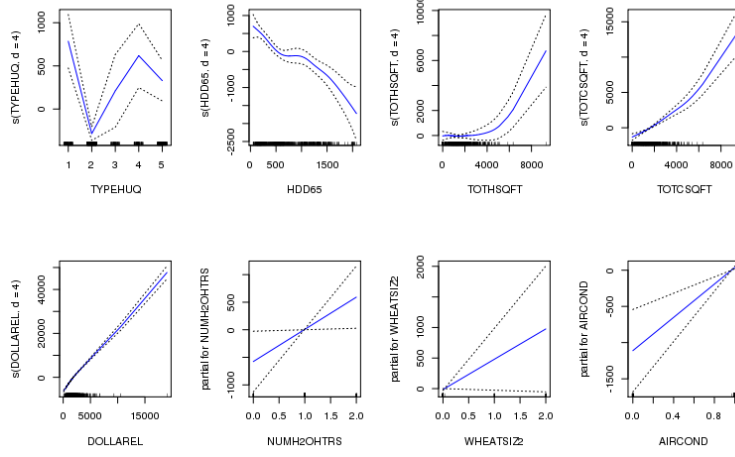 s(TYPEHUQ, d = 4)
0 500 1000
1 2 3 4 5
TYPEHUQ
s(HDD65, d = 4)
-2500 -1000 0 1000
0 500 1500
HDD65
s(TOTHSQFT, d = 4)
0 2000 6000 10000
0 4000 8000
TOTHSQFT
s(TOTCSQFT, d = 4)
0 5000 15000
0 4000 8000
TOTCSQFT
s(DOLLAREL, d = 4)
0 20000 40000
0 5000 15000
DOLLAREL
partial for NUMH2OHTRS
-1000 0 500
0.0 0.5 1.0 1.5 2.0
NUMH2OHTRS
partial for WHEATSIZ2
0 500 1000 2000
0.0 0.5 1.0 1.5 2.0
WHEATSIZ2
partial for AIRCOND
-1500 -500 0
0.0 0.4 0.8 1.0
AIRCOND